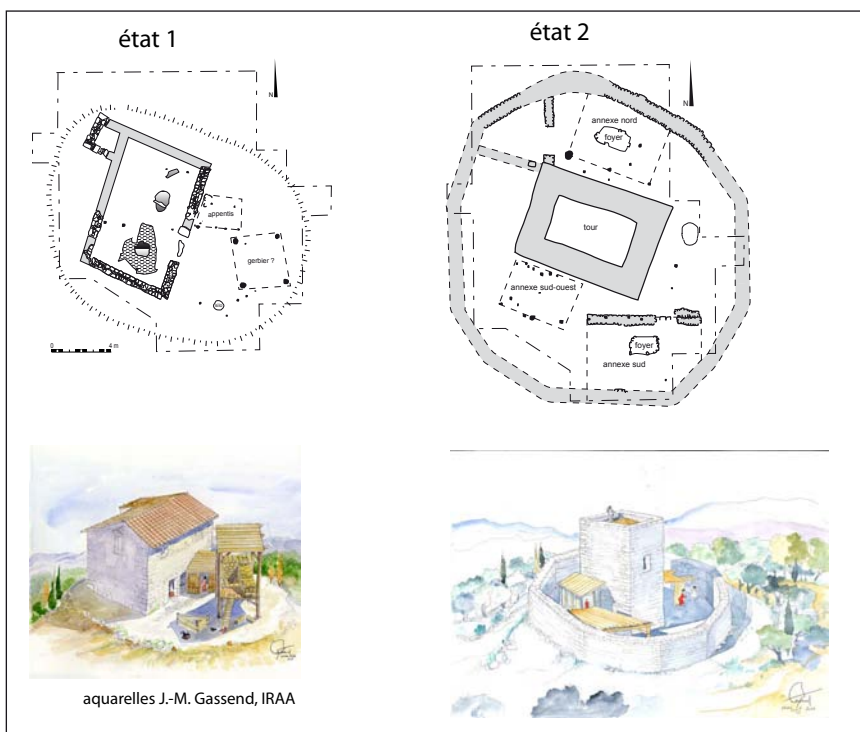 état 1
état 2
N
appentis
gerbier ?
silo
0 4 m
N
annexe nord
foyer
tour
annexe sud-ouest
foyer
annexe sud
aquarelles J.-M. Gassend, IRAA